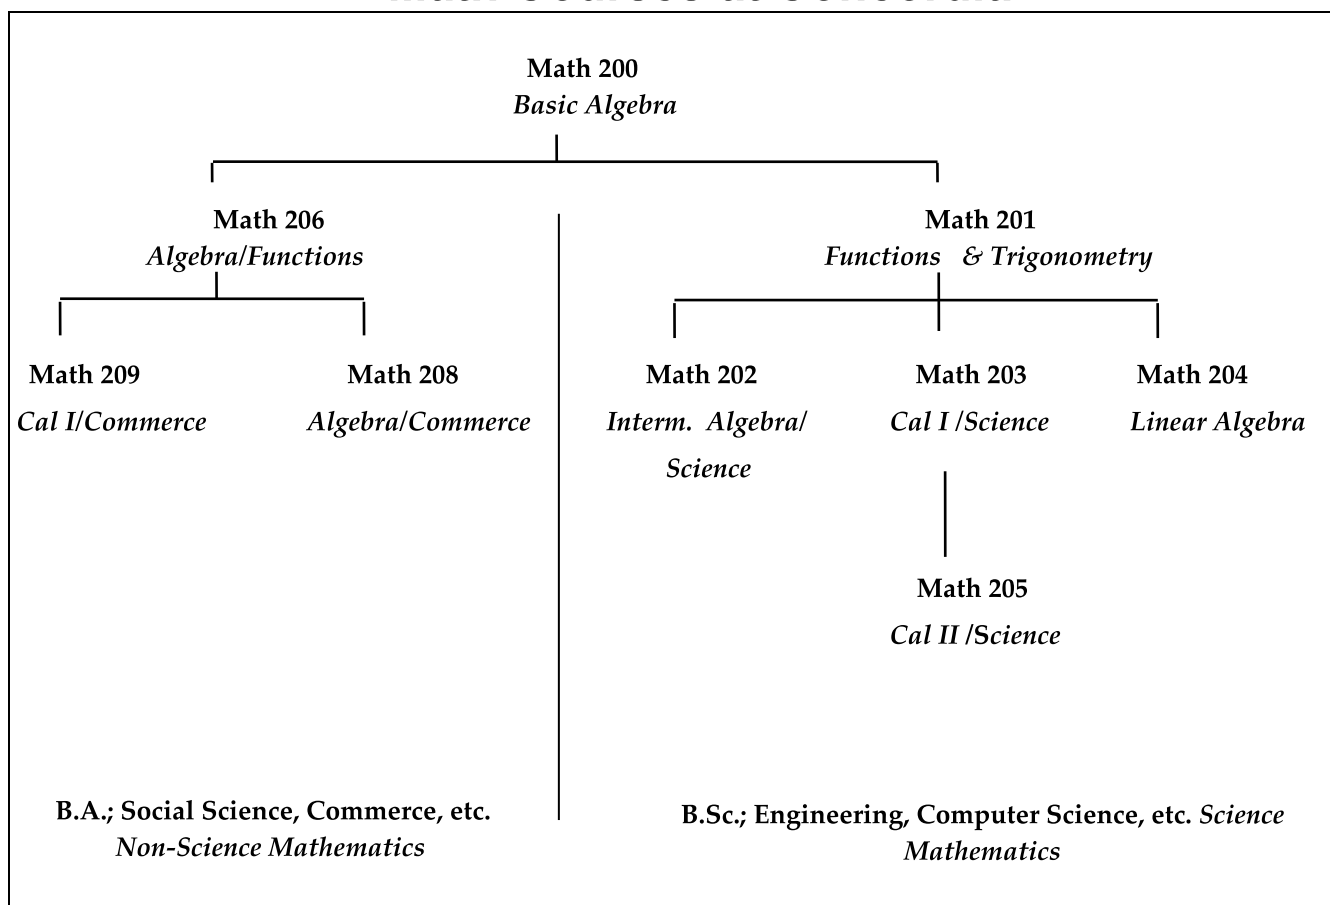 Math 200
Basic Algebra
Math 206
Algebra/Functions
Math 201
Functions & Trigonometry
Math 209
Cal I/Commerce
Math 208
Algebra/Commerce
Math 202
Interm. Algebra/
Science
Math 203
Cal I /Science
Math 204
Linear Algebra
Math 205
Cal II /Science
B.A.; Social Science, Commerce, etc.
Non-Science Mathematics
B.Sc.; Engineering, Computer Science, etc. Science
Mathematics